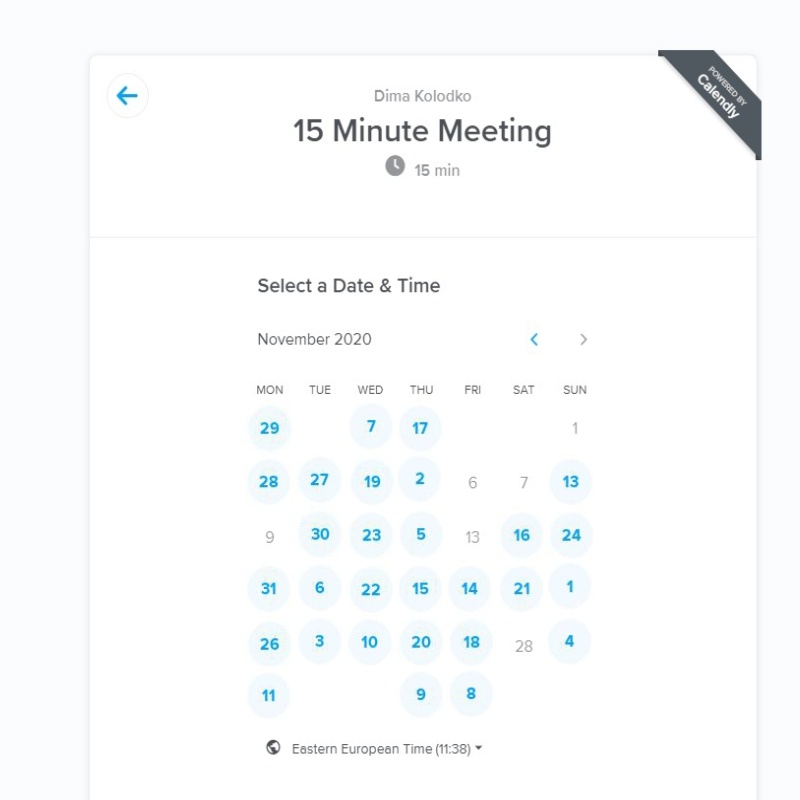 POWERED BY
Calendly
Dima Kolodko
15 Minute Meeting
15 min
Select a Date & Time
November 2020
MON TUE WED THU FRI SAT SUN
29 7 17 1
28 27 19 2 6 7 13
9 30 23 5 13 16 24
31 6 22 15 14 21 1
26 3 10 20 18 28 4
11 9 8
Eastern European Time (11:38)